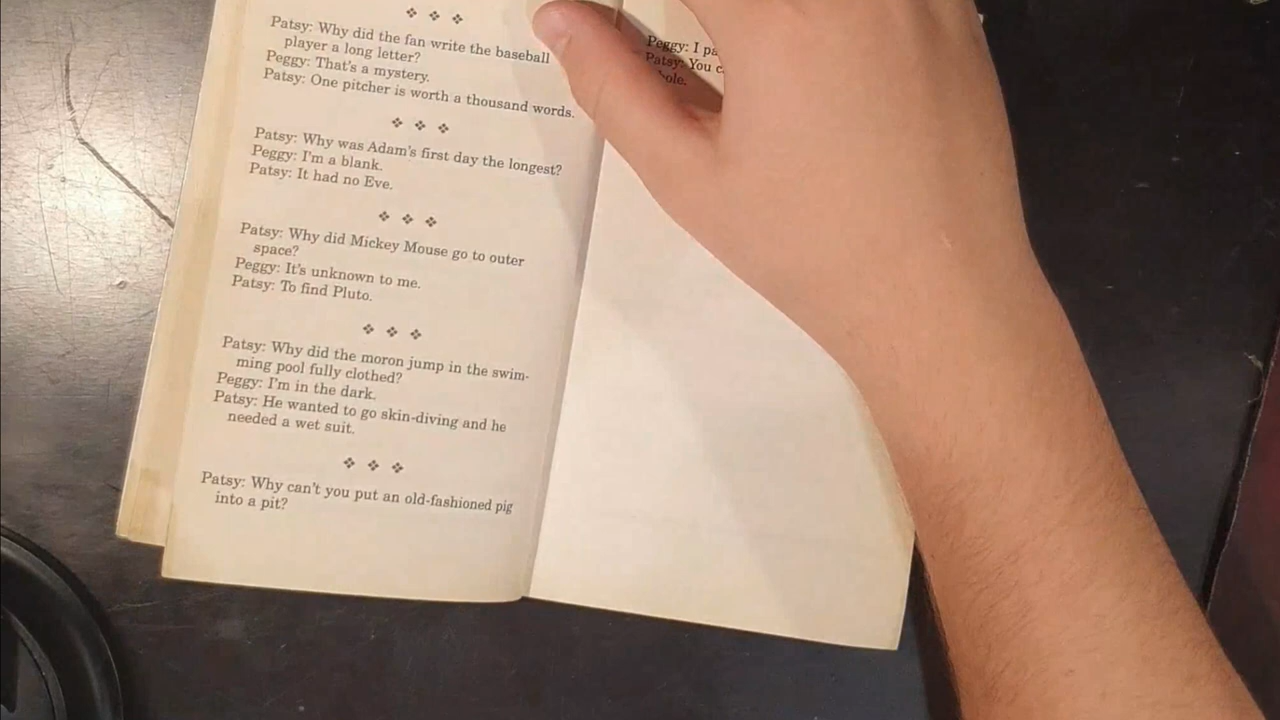 ❖ ❖ ❖
Patsy: Why did the fan write the baseball
player a long letter?
Peggy: That's a mystery.
Patsy: One pitcher is worth a thousand words.
❖ ❖ ❖
Patsy: Why was Adam's first day the longest?
Peggy: I'm a blank.
Patsy: It had no Eve.
❖ ❖ ❖
Patsy: Why did Mickey Mouse go to outer
space?
Peggy: It's unknown to me.
Patsy: To find Pluto.
❖ ❖ ❖
Patsy: Why did the moron jump in the swim-
ming pool fully clothed?
Peggy: I'm in the dark.
Patsy: He wanted to go skin-diving and he
needed a wet suit.
❖ ❖ ❖
Patsy: Why can't you put an old-fashioned pig
into a pit?
Peggy: I
Patsy: You